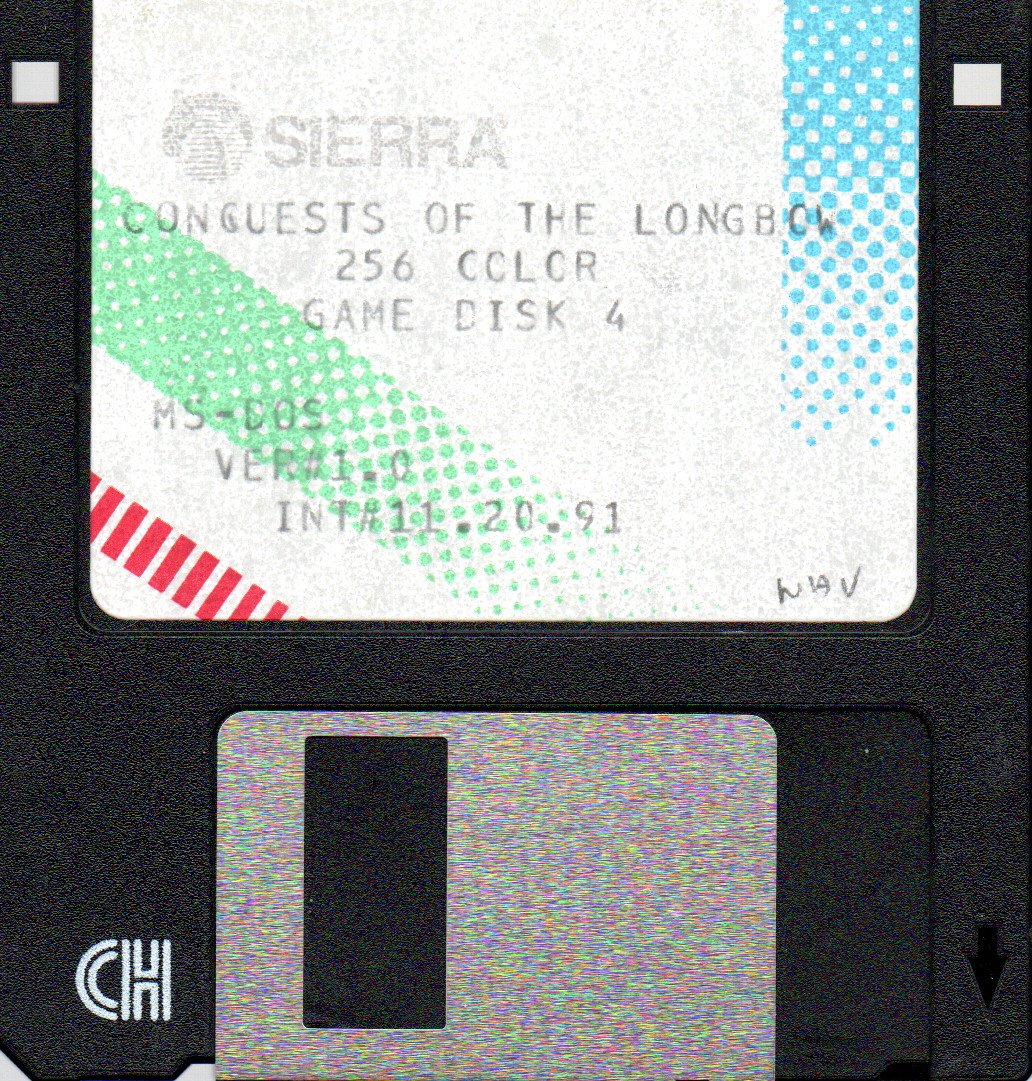 SIERRA
CONQUESTS OF THE LONGBOW
256 COLOR
GAME DISK 4
MS-DOS
VER#1.0
INT#11.20.91
CH